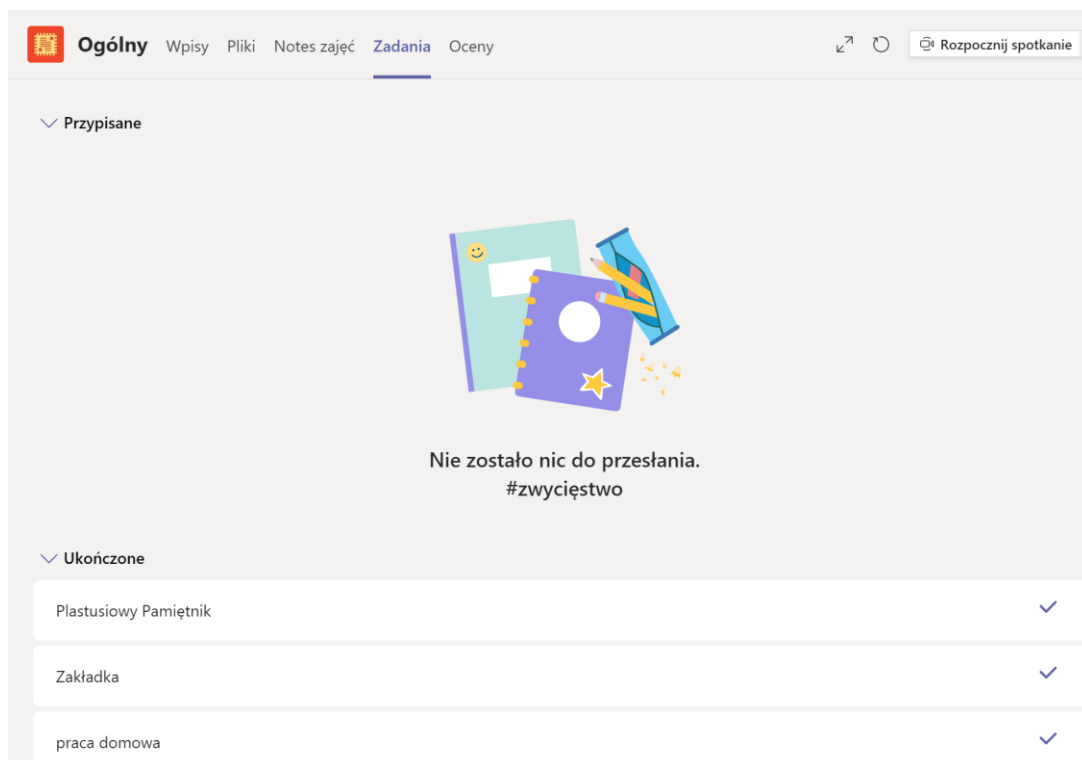 Ogólny Wpisy Pliki Notes zajęć Zadania Oceny Rozpocznij spotkanie
Przypisane
Nie zostało nic do przesłania.
#zwycięstwo
Ukończone
Plastusiowy Pamiętnik
Zakładka
praca domowa